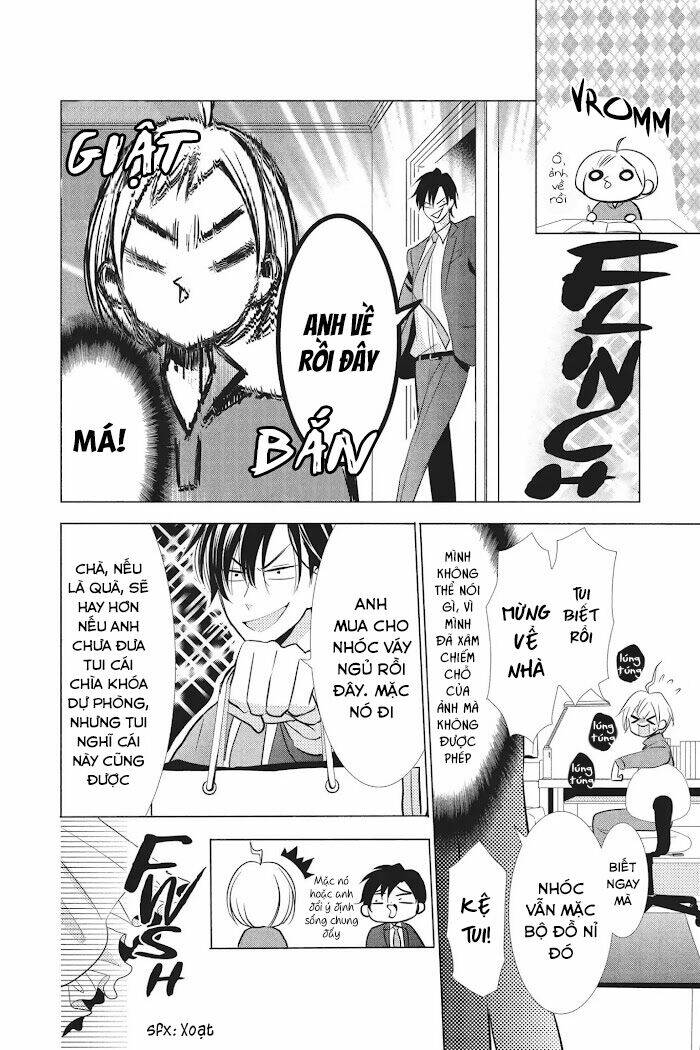 VROMM
Ồ,
ảnh
về
rồi
FLINCH
ANH VỀ
RỒI ĐÂY
GIẬT
BẮN
MÁ!
TUI
BIẾT
RỒI
MỪNG
VỀ
NHÀ
MÌNH
KHÔNG
THỂ NÓI
GÌ, VÌ
MÌNH
ĐÃ XÂM
CHIẾM
CHỖ
CỦA
ẢNH MÀ
KHÔNG
ĐƯỢC
PHÉP
lúng
túng
lúng
túng
lúng
túng
BIẾT
NGAY
MÀ
NHÓC
VẪN MẶC
BỘ ĐỒ NỈ
ĐÓ
KỆ
TUI!
ANH
MUA CHO
NHÓC VÁY
NGỦ RỒI
ĐÂY. MẶC
NÓ ĐI
CHÀ, NẾU
LÀ QUÀ, SẼ
HAY HƠN
NẾU ANH
CHƯA ĐƯA
TUI CÁI
CHÌA KHÓA
DỰ PHÒNG,
NHƯNG TUI
NGHĨ CÁI
NÀY CŨNG
ĐƯỢC
Mặc nó
hoặc anh
đổi ý định
sống chung
đấy
FWSH
sfx: Xoạt